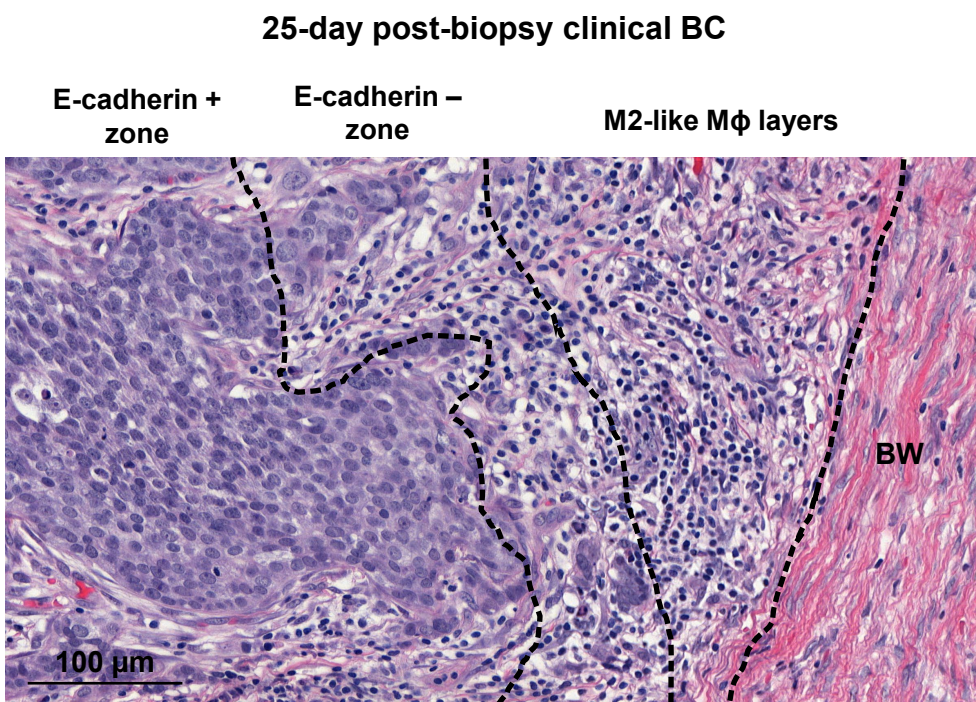 25-day post-biopsy clinical BC
E-cadherin +
zone
E-cadherin –
zone
M2-like Mϕ layers
BW
100 μm